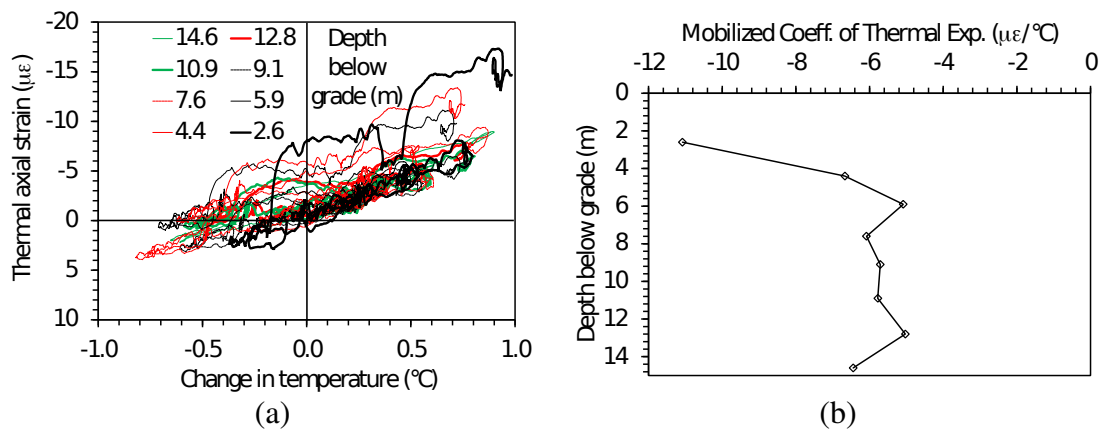 Thermal axial strain (με)
-20
-15
-10
-5
0
5
10
14.6 12.8
10.9 9.1
7.6 5.9
4.4 2.6
Depth
below
grade (m)
-1.0 -0.5 0.0 0.5 1.0
Change in temperature (°C)
(a)
Mobilized Coeff. of Thermal Exp. (με/°C)
-12 -10 -8 -6 -4 -2 0
Depth below grade (m)
0
2
4
6
8
10
12
14
(b)